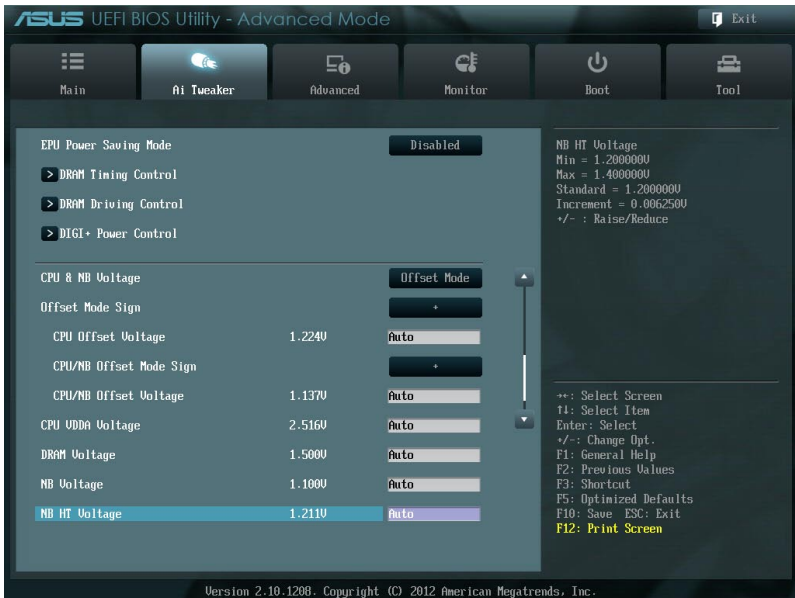 ASUS UEFI BIOS Utility - Advanced Mode
Exit
Main
Ai Tweaker
Advanced
Monitor
Boot
Tool
EPU Power Saving Mode Disabled
> DRAM Timing Control
> DRAM Driving Control
> DIGI+ Power Control
CPU & NB Voltage Offset Mode
Offset Mode Sign +
CPU Offset Voltage 1.224V Auto
CPU/NB Offset Mode Sign +
CPU/NB Offset Voltage 1.137V Auto
CPU VDDA Voltage 2.516V Auto
DRAM Voltage 1.500V Auto
NB Voltage 1.100V Auto
NB HT Voltage 1.211V Auto
NB HT Voltage
Min = 1.200000V
Max = 1.400000V
Standard = 1.200000V
Increment = 0.006250V
+/- : Raise/Reduce
→←: Select Screen
↑↓: Select Item
Enter: Select
+/-: Change Opt.
F1: General Help
F2: Previous Values
F3: Shortcut
F5: Optimized Defaults
F10: Save ESC: Exit
F12: Print Screen
Version 2.10.1208. Copyright (C) 2012 American Megatrends, Inc.